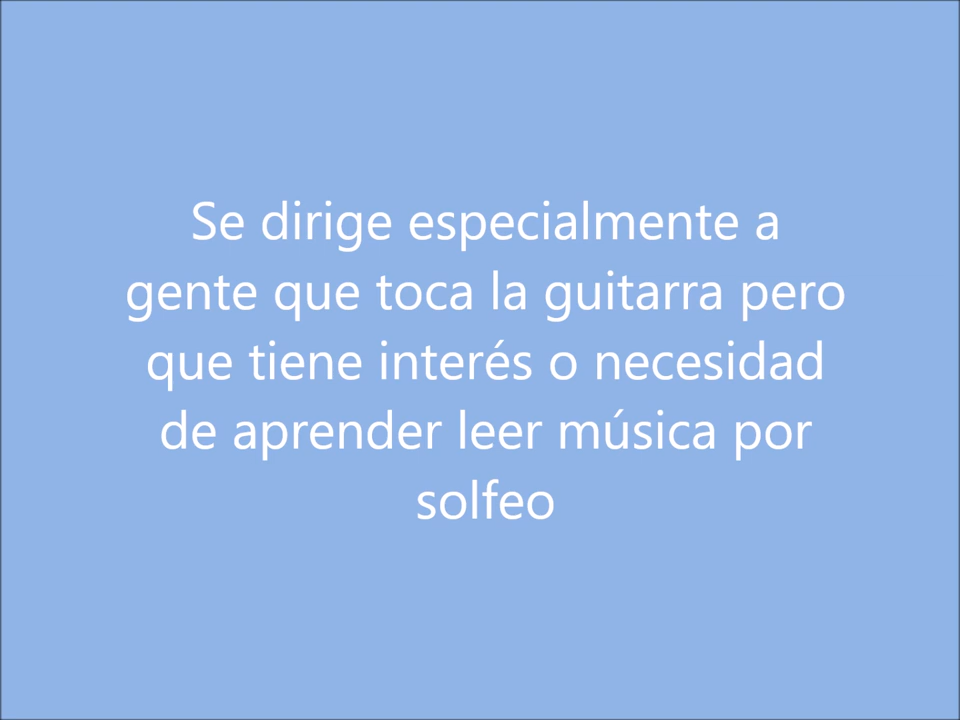 Se dirige especialmente a
gente que toca la guitarra pero
que tiene interés o necesidad
de aprender leer música por
solfeo